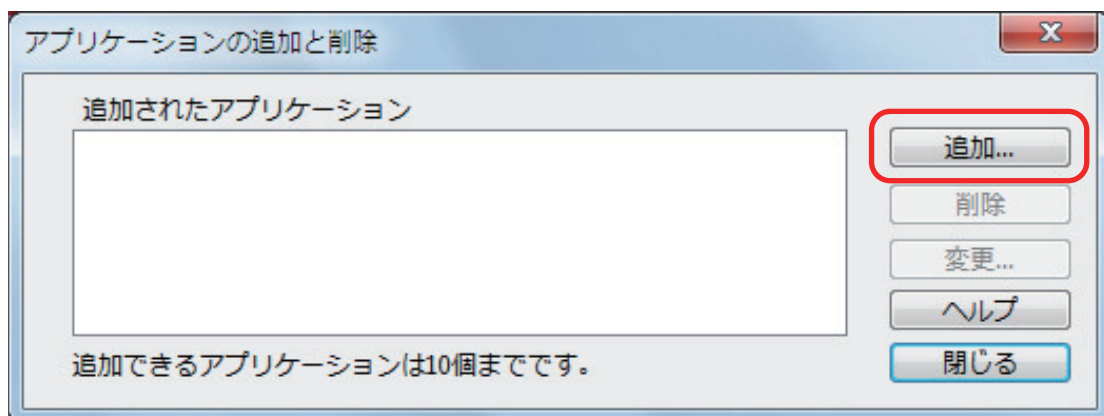 アプリケーションの追加と削除
追加されたアプリケーション
追加...
削除
変更...
ヘルプ
閉じる
追加できるアプリケーションは10個までです。